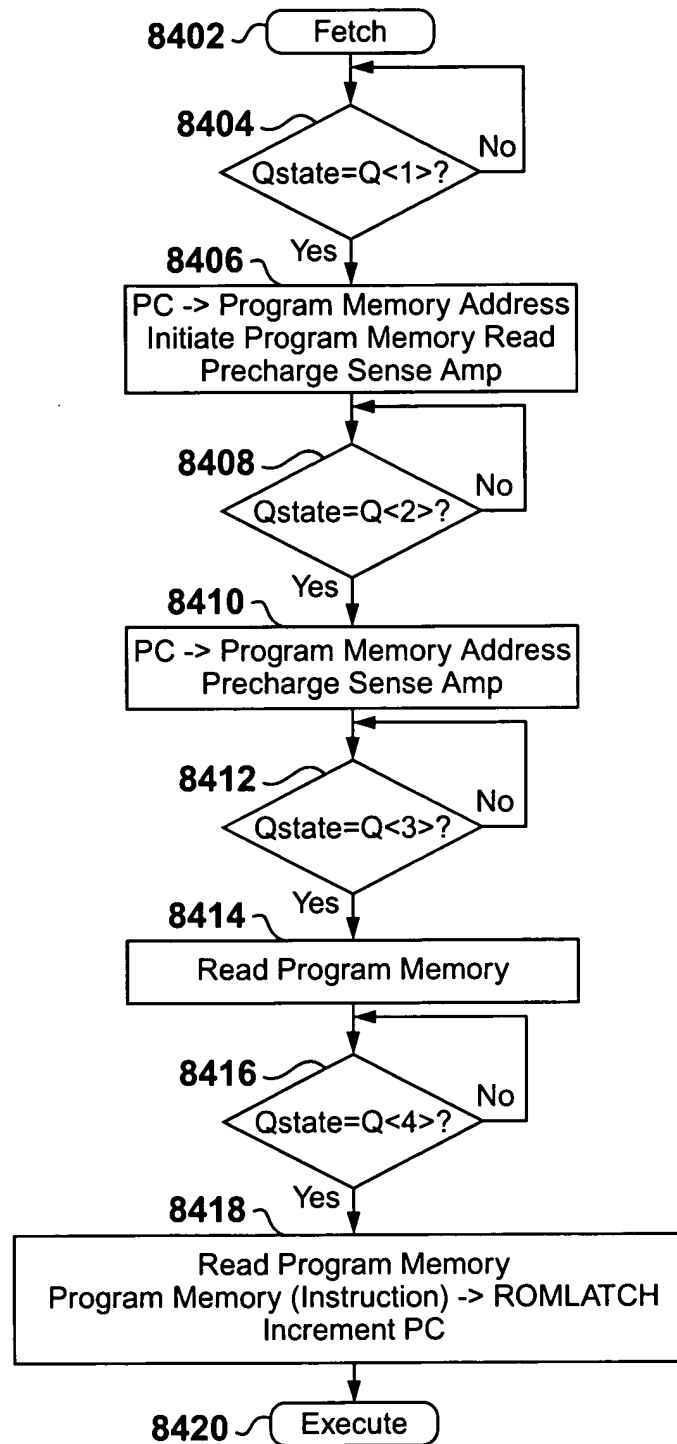 8402 Fetch
8404
Qstate=Q<1>?
No
Yes
8406
PC -> Program Memory Address
Initiate Program Memory Read
Precharge Sense Amp
8408
Qstate=Q<2>?
No
Yes
8410
PC -> Program Memory Address
Precharge Sense Amp
8412
Qstate=Q<3>?
No
Yes
8414
Read Program Memory
8416
Qstate=Q<4>?
No
Yes
8418
Read Program Memory
Program Memory (Instruction) -> ROMLATCH
Increment PC
8420 Execute